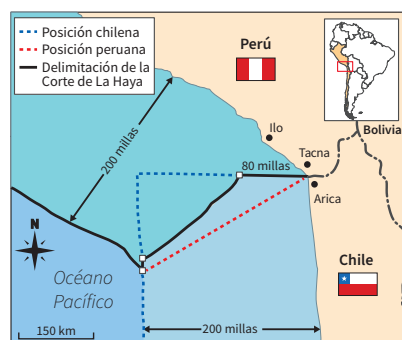 Posición chilena
Posición peruana
Delimitación de la
Corte de La Haya
Perú
200 millas
Ilo
Bolivia
Tacna
80 millas
Arica
N
Chile
Océano
Pacífico
150 km
200 millas